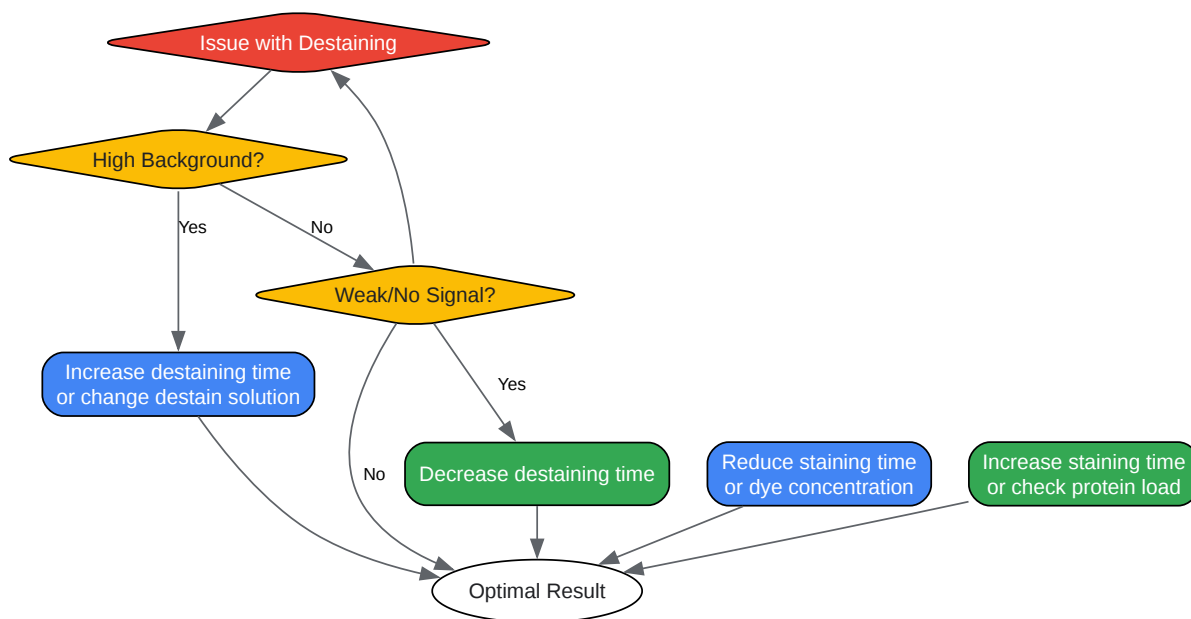 Issue with Destaining
High Background?
Yes
No
Weak/No Signal?
Increase destaining time
or change destain solution
Yes
No
Decrease destaining time
Reduce staining time
or dye concentration
Increase staining time
or check protein load
Optimal Result